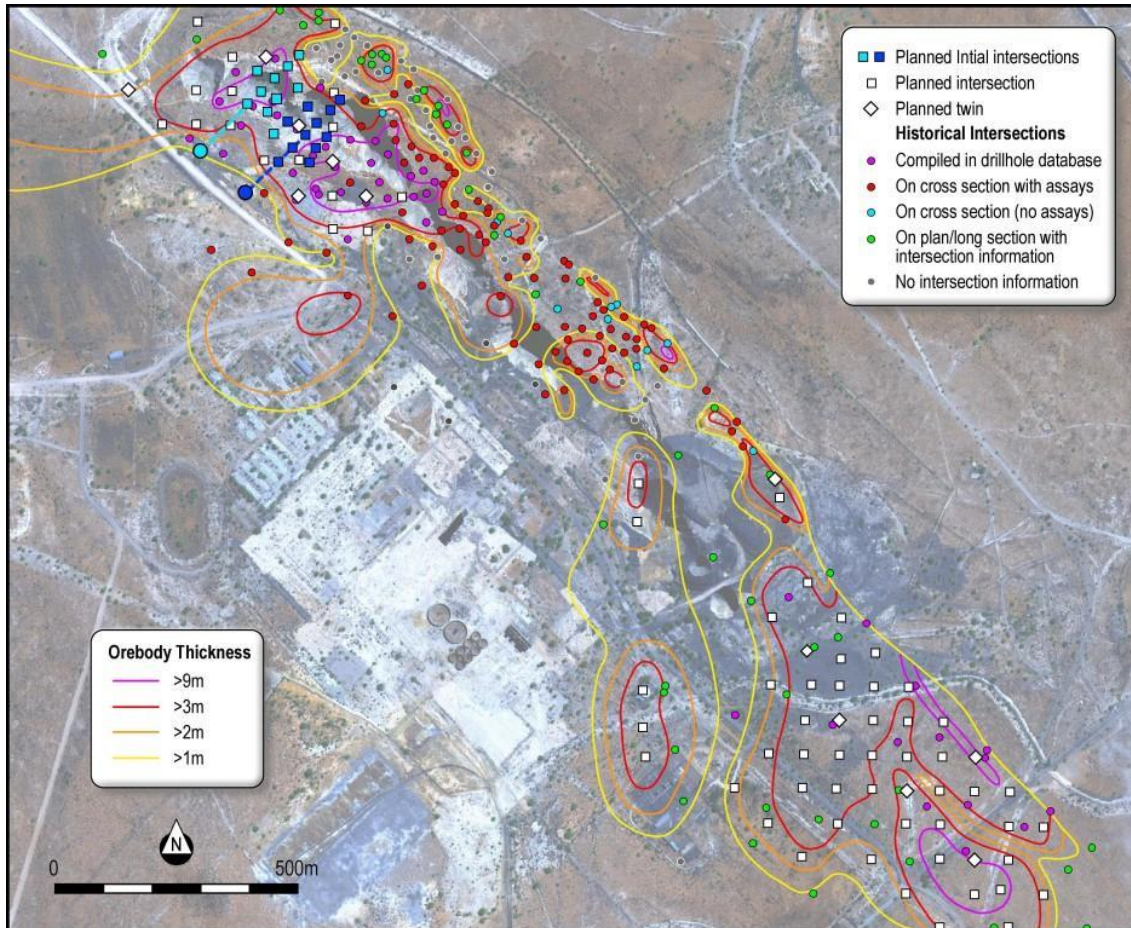 Planned Intial intersections
Planned intersection
Planned twin
Historical Intersections
Compiled in drillhole database
On cross section with assays
On cross section (no assays)
On plan/long section with
intersection information
No intersection information
Orebody Thickness
>9m
>3m
>2m
>1m
N
0
500m